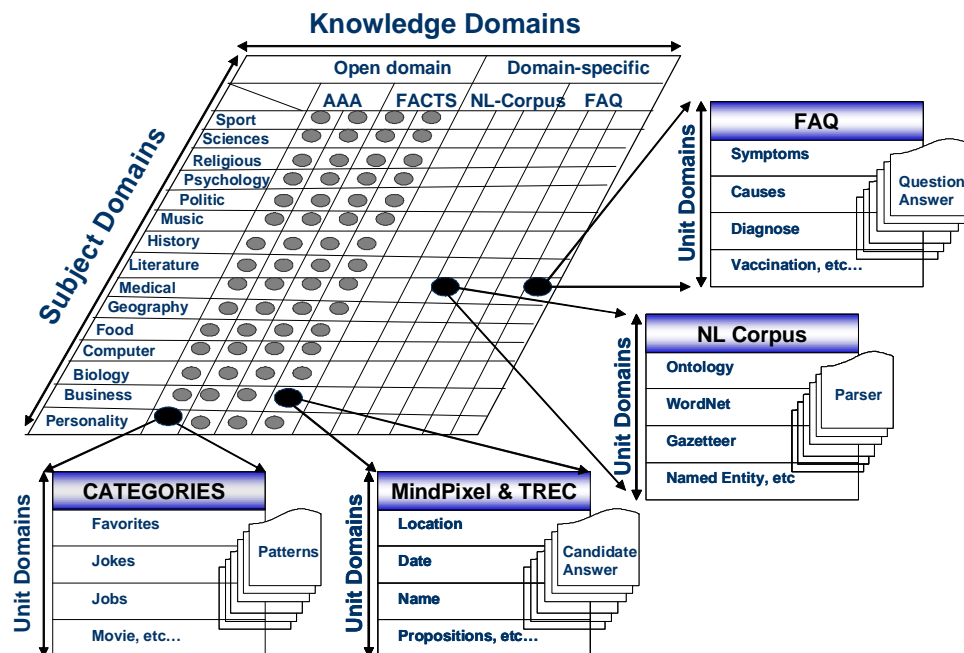 Knowledge Domains
Open domain
Domain-specific
AAA
FACTS
NL-Corpus
FAQ
Subject Domains
Sport
Sciences
Religious
Psychology
Politic
Music
History
Literature
Medical
Geography
Food
Computer
Biology
Business
Personality
FAQ
Unit Domains
Symptoms
Causes
Diagnose
Vaccination, etc…
Question
Answer
NL Corpus
Unit Domains
Ontology
WordNet
Gazetteer
Named Entity, etc
Parser
CATEGORIES
Unit Domains
Favorites
Jokes
Jobs
Movie, etc…
Patterns
MindPixel & TREC
Unit Domains
Location
Date
Name
Propositions, etc…
Candidate
Answer